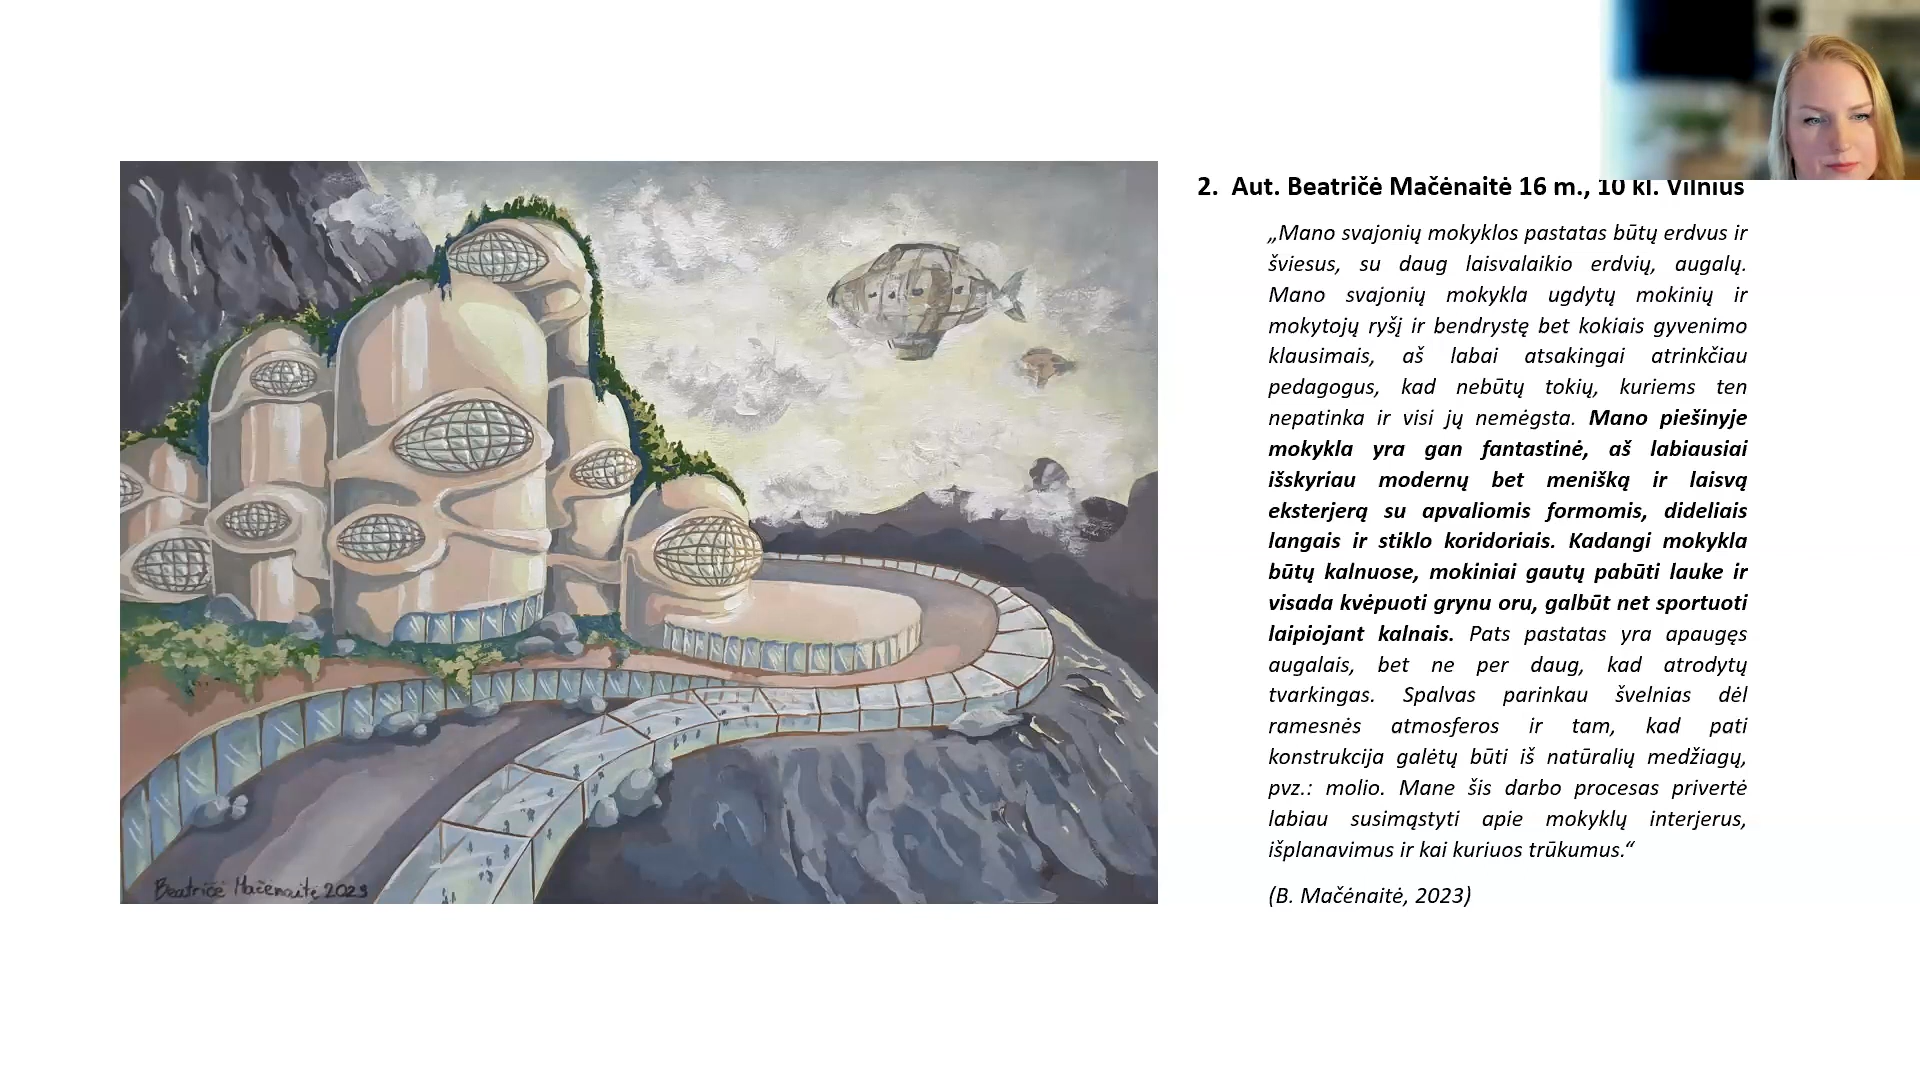 2. Aut. Beatričė Mačėnaitė 16 m., 10 kl. Vilnius
„Mano svajonių mokyklos pastatas būtų erdvus ir
šviesus, su daug laisvalaikio erdvių, augalų.
Mano svajonių mokykla ugdytų mokinių ir
mokytojų ryšį ir bendrystę bet kokiais gyvenimo
klausimais, aš labai atsakingai atrinkčiau
pedagogus, kad nebūtų tokių, kuriems ten
nepatinka ir visi jų nemėgsta. Mano piešinyje
mokykla yra gan fantastinė, aš labiausiai
išskyriau modernų bet menišką ir laisvą
eksterjerą su apvaliomis formomis, dideliais
langais ir stiklo koridoriais. Kadangi mokykla
būtų kalnuose, mokiniai gautų pabūti lauke ir
visada kvėpuoti grynu oru, galbūt net sportuoti
laipiojant kalnais. Pats pastatas yra apaugęs
augalais, bet ne per daug, kad atrodytų
tvarkingas. Spalvas parinkau švelnias dėl
ramesnės atmosferos ir tam, kad pati
konstrukcija galėtų būti iš natūralių medžiagų,
pvz.: molio. Mane šis darbo procesas privertė
labiau susimąstyti apie mokyklų interjerus,
išplanavimus ir kai kuriuos trūkumus.“
(B. Mačėnaitė, 2023)
Beatričė Mačėnaitė 2023